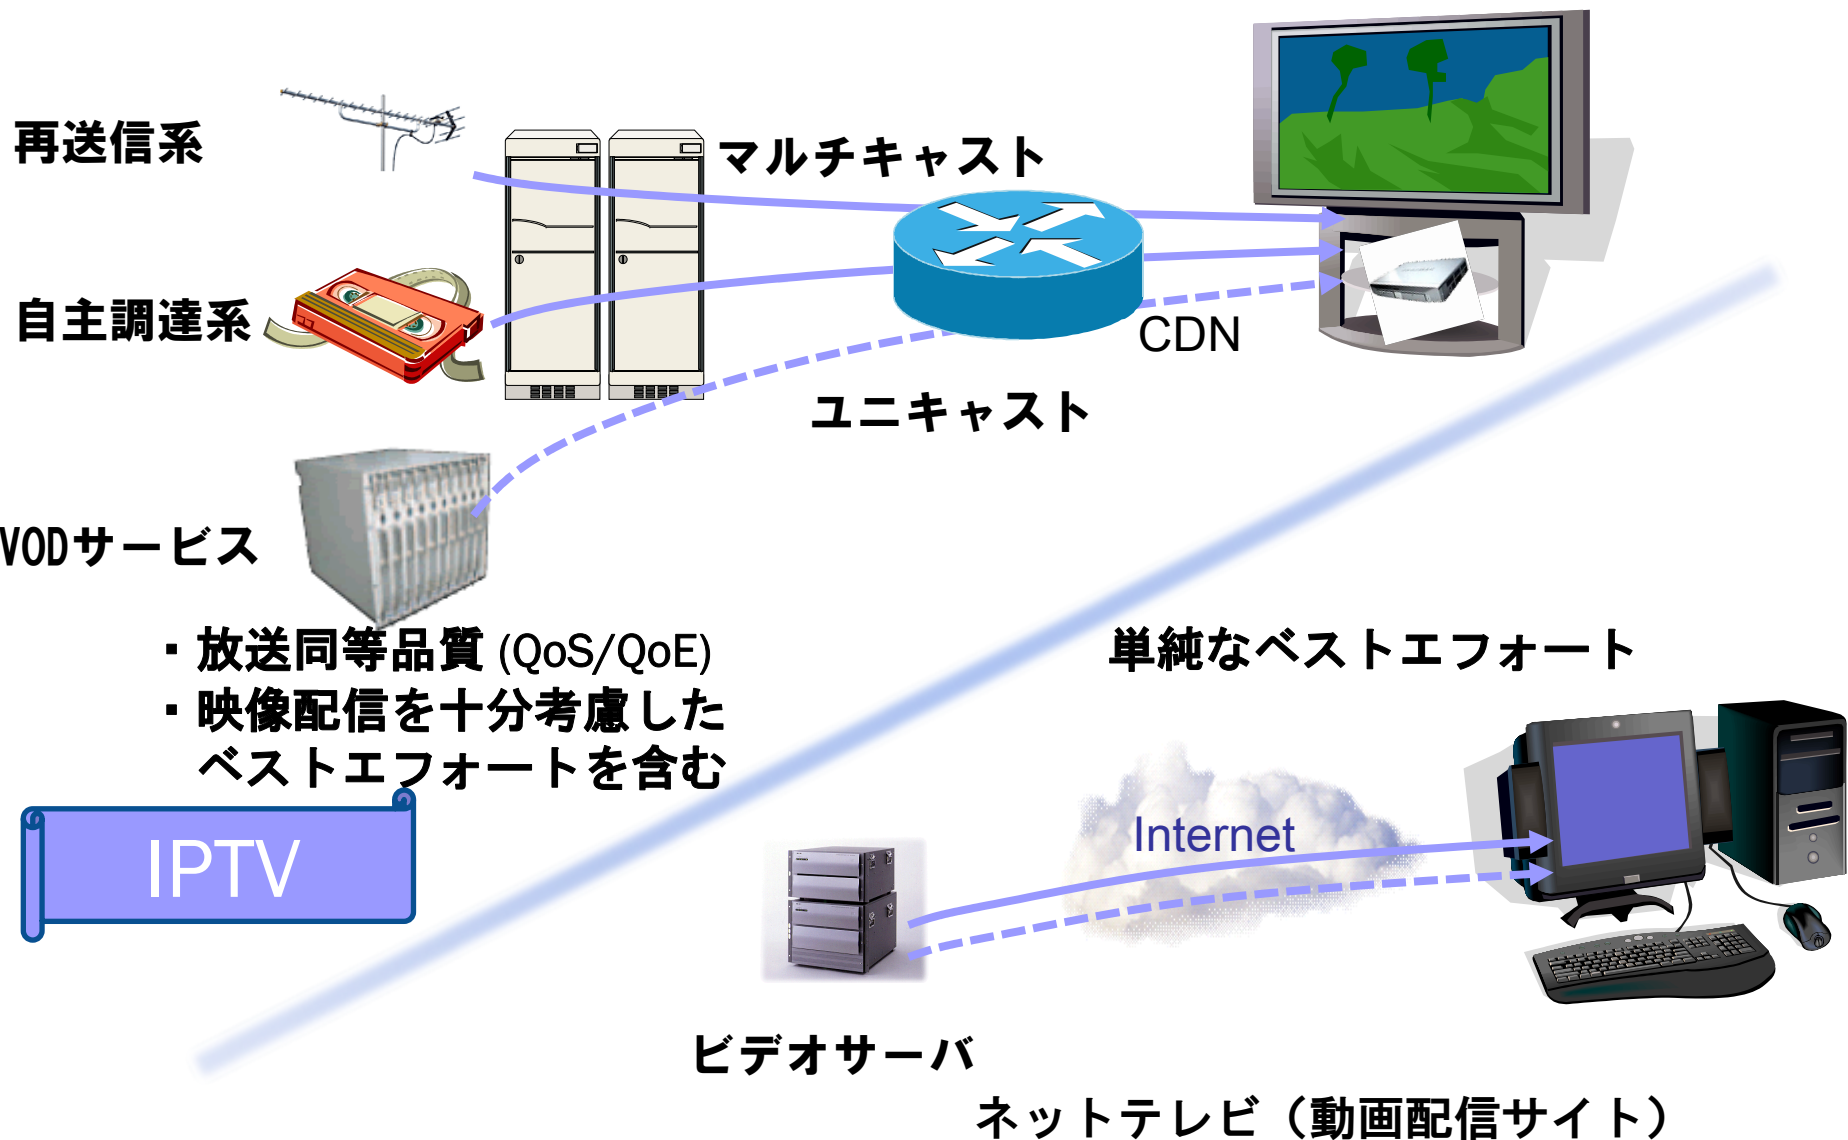 再送信系
マルチキャスト
自主調達系
CDN
ユニキャスト
VODサービス
・放送同等品質 (QoS/QoE)
・映像配信を十分考慮した
ベストエフォートを含む
IPTV
単純なベストエフォート
Internet
ビデオサーバ
ネットテレビ（動画配信サイト）